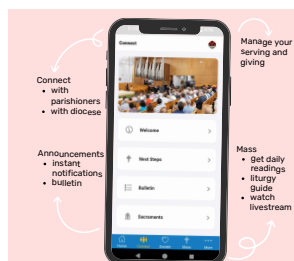 Connect
• with
parishioners
• with diocese
Announcements
• instant
notifications
• bulletin
Connect
Welcome
Next Steps
Bulletin
Sacraments
Home
Connect
Mass
More
Manage your
serving and
giving
Mass
• get daily
readings
• liturgy
guide
• watch
livestream